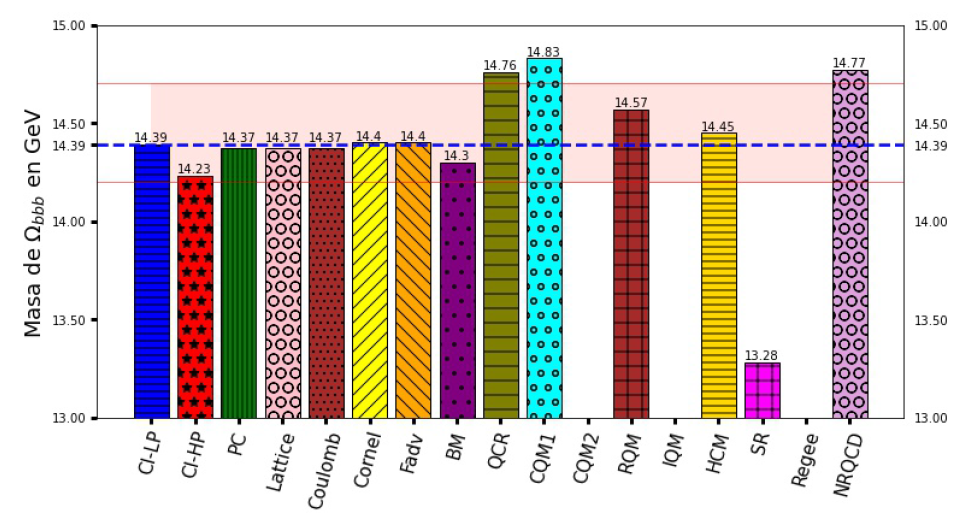 15.00
14.50
14.39
14.00
13.50
13.00
Masa de Ω_{bbb} en GeV
14.39
14.23
14.37
14.37
14.37
14.4
14.4
14.3
14.76
14.83
14.57
14.45
13.28
14.77
15.00
14.50
14.39
14.00
13.50
13.00
CI-LP
CI-HP
PC
Lattice
Coulomb
Cornel
Fadv
BM
QCR
CQM1
CQM2
RQM
IQM
HCM
SR
Regee
NRQCD